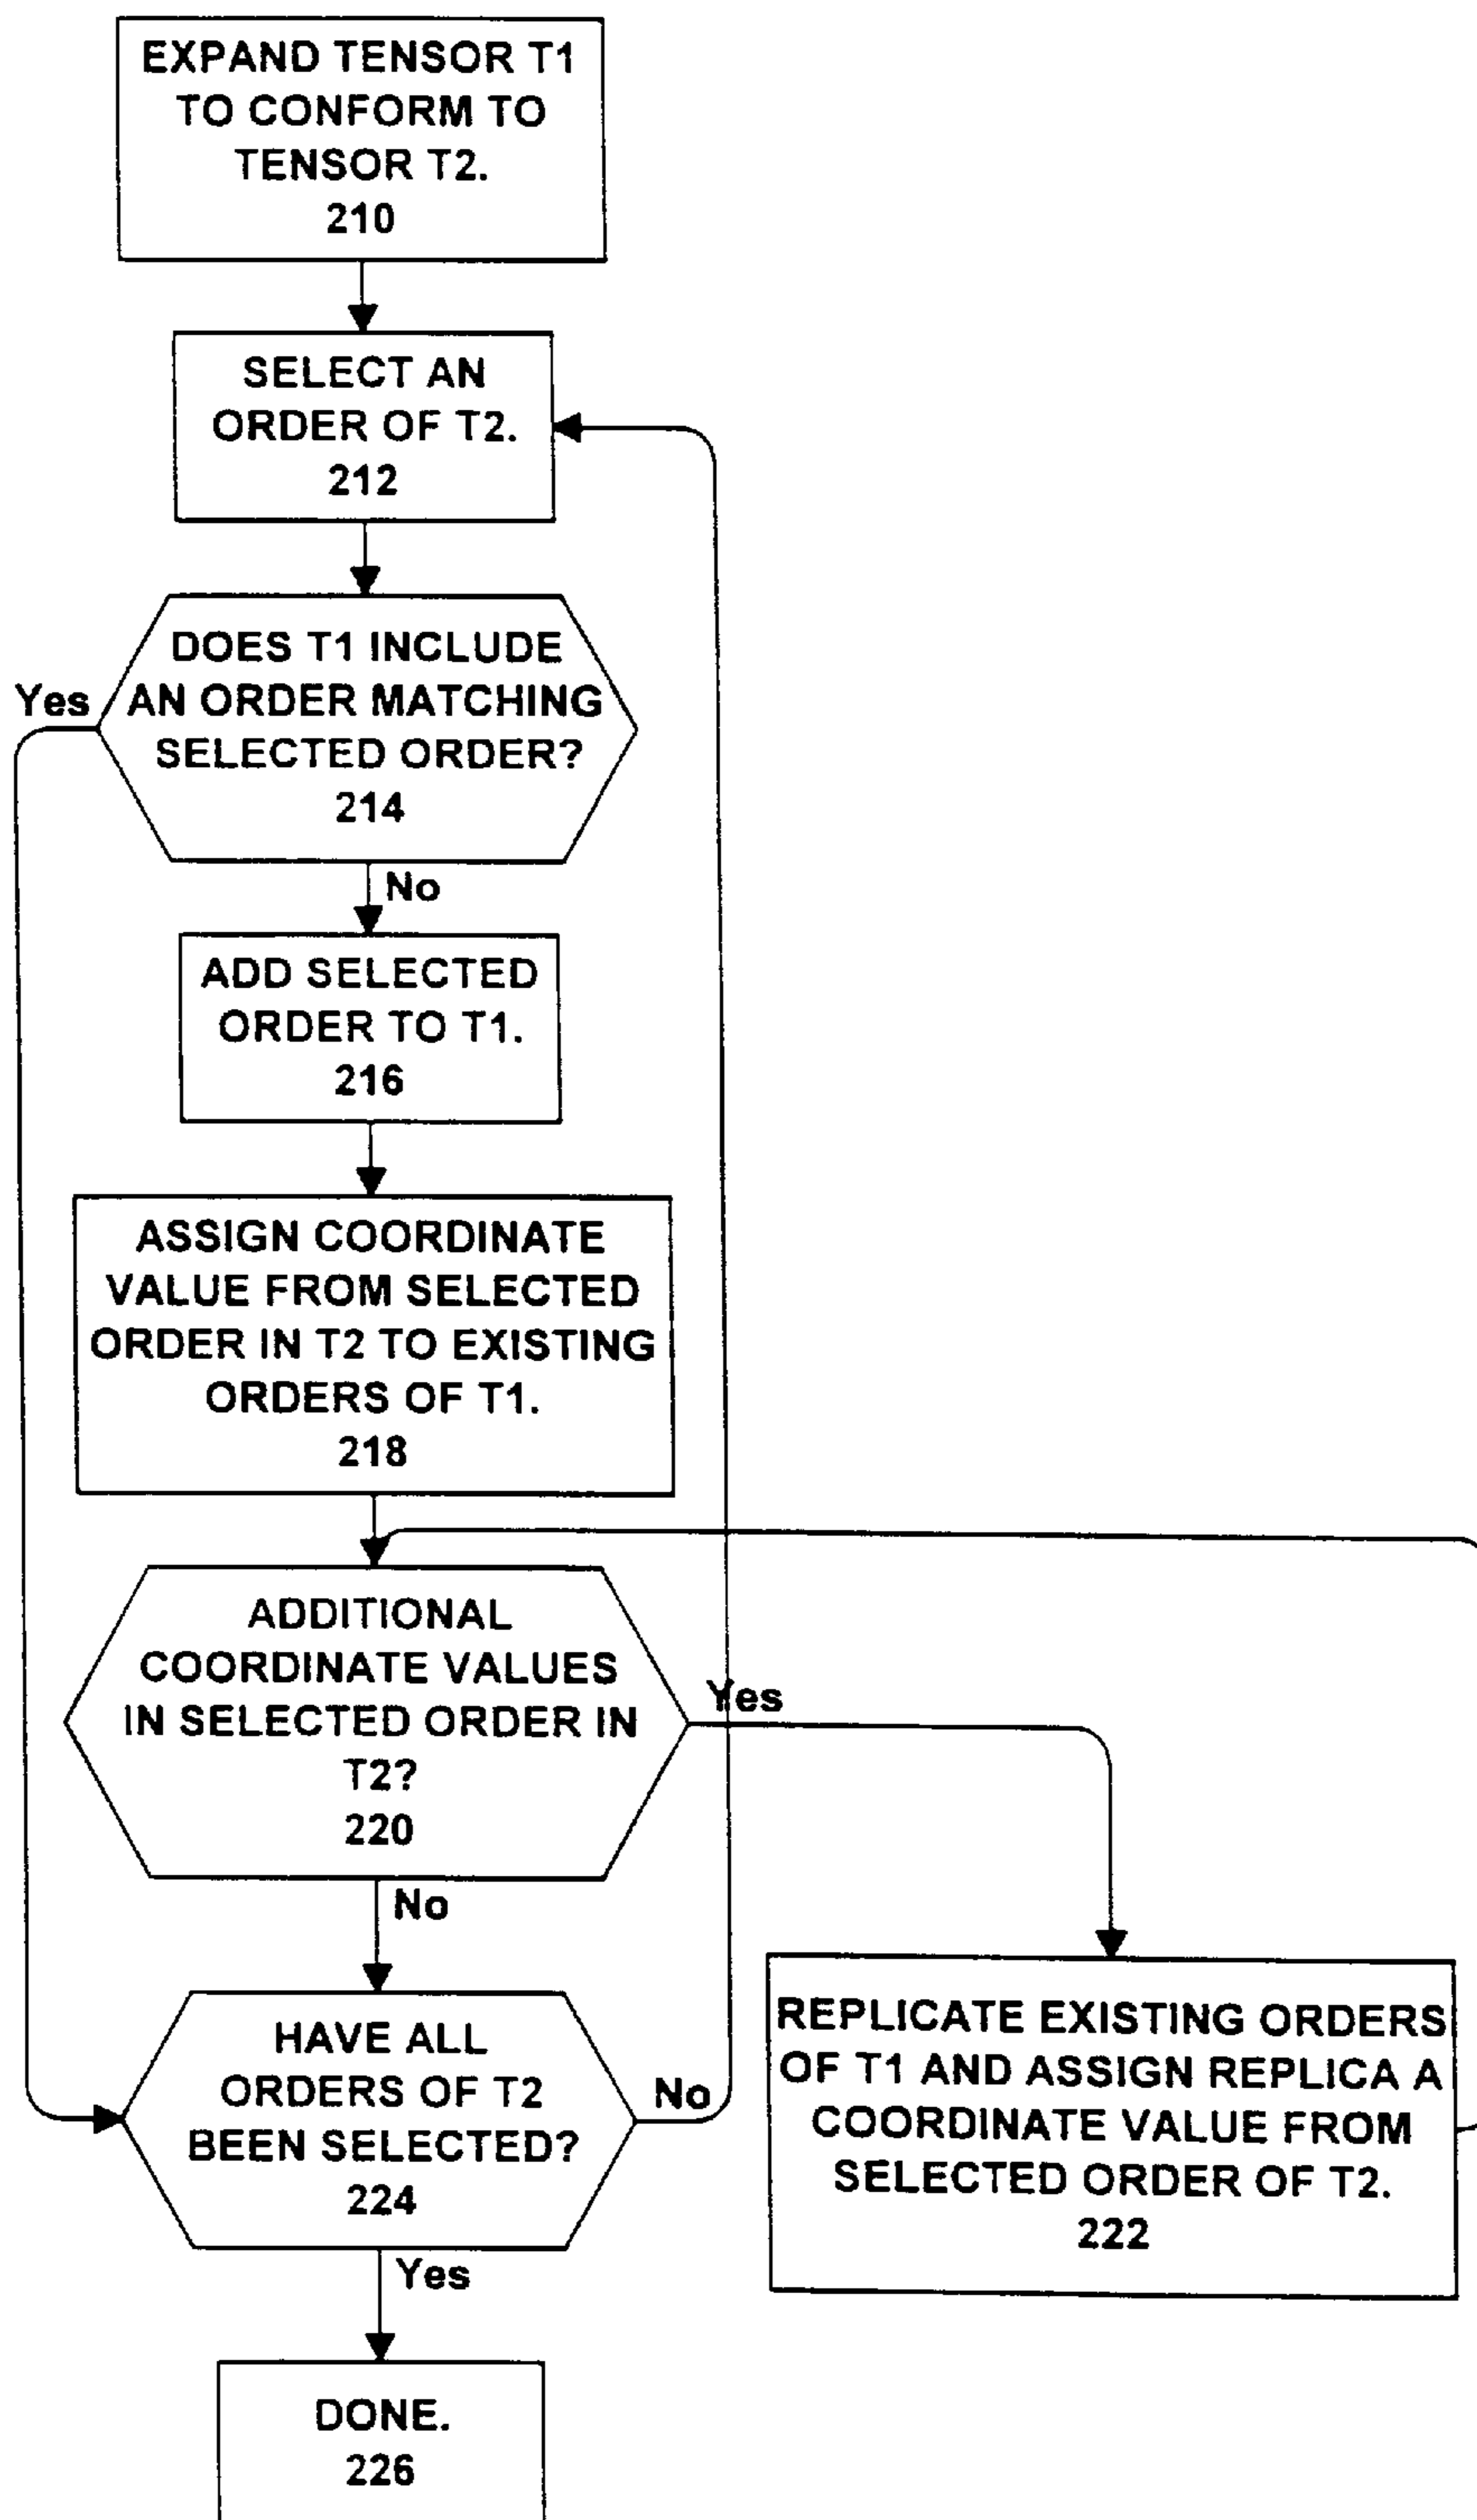 EXPAND TENSOR T1
TO CONFORM TO
TENSOR T2.
210
SELECT AN
ORDER OF T2.
212
DOES T1 INCLUDE
AN ORDER MATCHING
SELECTED ORDER?
214
Yes
No
ADD SELECTED
ORDER TO T1.
216
ASSIGN COORDINATE
VALUE FROM SELECTED
ORDER IN T2 TO EXISTING
ORDERS OF T1.
218
ADDITIONAL
COORDINATE VALUES
IN SELECTED ORDER IN
T2?
220
Yes
No
REPLICATE EXISTING ORDERS
OF T1 AND ASSIGN REPLICA A
COORDINATE VALUE FROM
SELECTED ORDER OF T2.
222
HAVE ALL
ORDERS OF T2
BEEN SELECTED?
224
No
Yes
DONE.
226